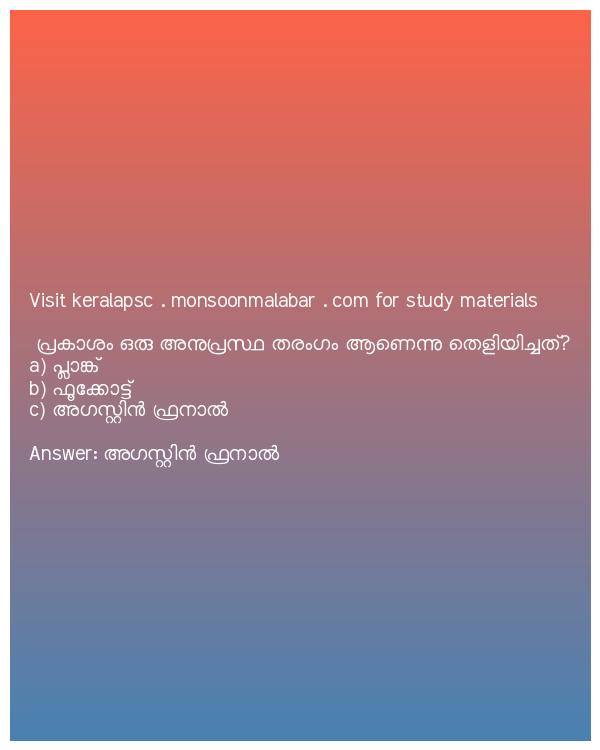 Visit keralapsc . monsoonmalabar . com for study materials
പ്രകാശം ഒരു അനുപ്രസ്ഥ തരംഗം ആണെന്നു തെളിയിച്ചത്?
a) പ്ലാങ്ക്
b) ഫൂക്കോട്ട്
c) അഗസ്റ്റിൻ ഫ്രനാൽ
Answer: അഗസ്റ്റിൻ ഫ്രനാൽ